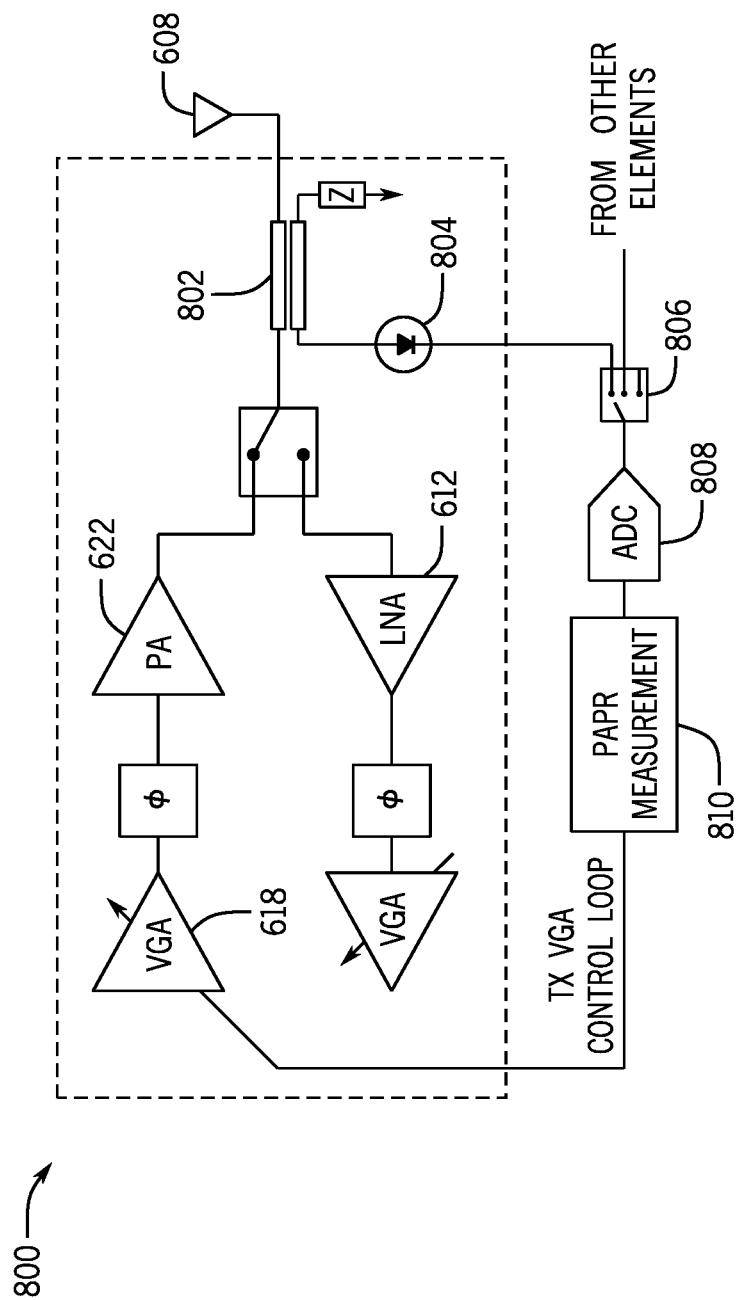 800
608
802
Z
804
622
PA
ϕ
VGA
618
612
LNA
ϕ
VGA
FROM OTHER
ELEMENTS
806
ADC
808
PAPR
MEASUREMENT
810
TX VGA
CONTROL LOOP